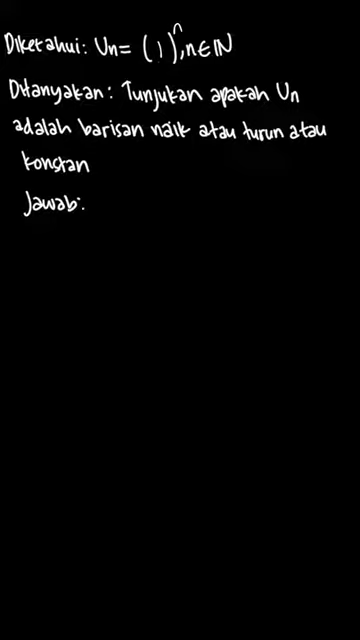 Diketahui: Un = (1)^n, n ∈ ℕ
Ditanyakan: Tunjukan apakah Un
adalah barisan naik atau turun atau
konstan
Jawab: